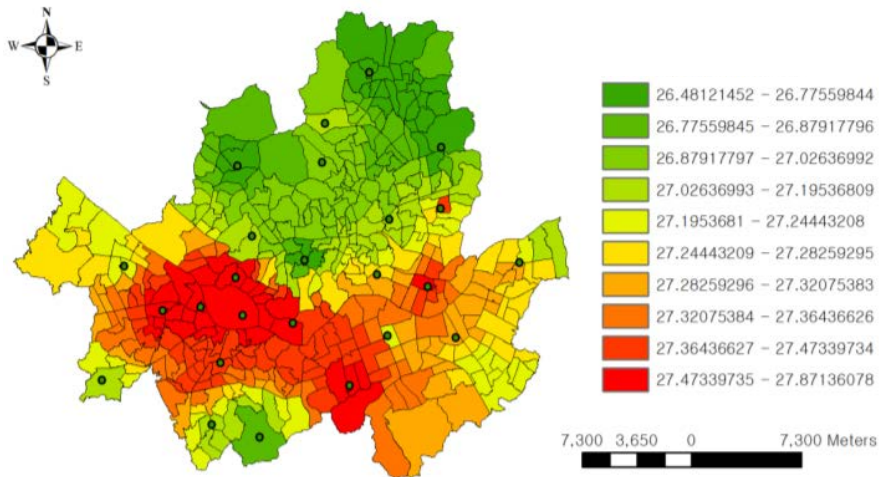 N
W E
S
26.48121452 - 26.77559844
26.77559845 - 26.87917796
26.87917797 - 27.02636992
27.02636993 - 27.19536809
27.1953681 - 27.24443208
27.24443209 - 27.28259295
27.28259296 - 27.32075383
27.32075384 - 27.36436626
27.36436627 - 27.47339734
27.47339735 - 27.87136078
7,300 3,650 0 7,300 Meters